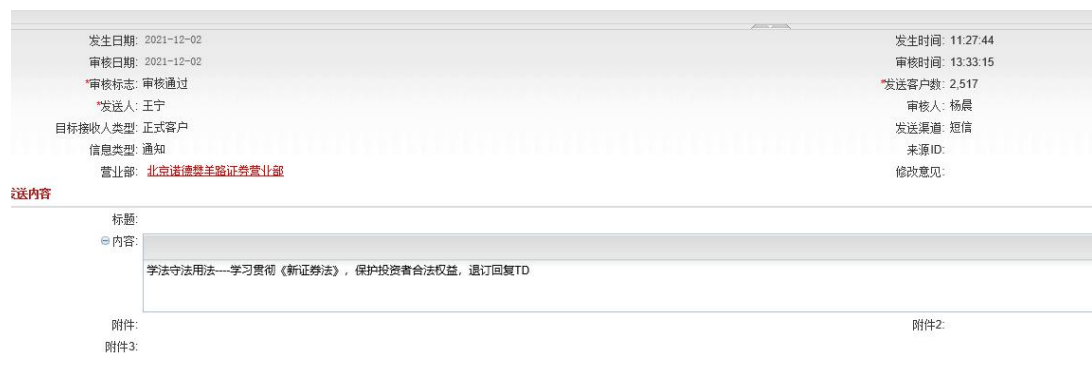 发生日期: 2021-12-02 发生时间: 11:27:44
审核日期: 2021-12-02 审核时间: 13:33:15
*审核标志: 审核通过 *发送客户数: 2,517
*发送人: 王宁 审核人: 杨晨
目标接收人类型: 正式客户 发送渠道: 短信
信息类型: 通知 来源ID:
营业部: 北京道德樊羊路证券营业部 修改意见:
发送内容
标题:
内容:
学法守法用法----学习贯彻《新证券法》, 保护投资者合法权益, 退订回复TD
附件: 附件2:
附件3: